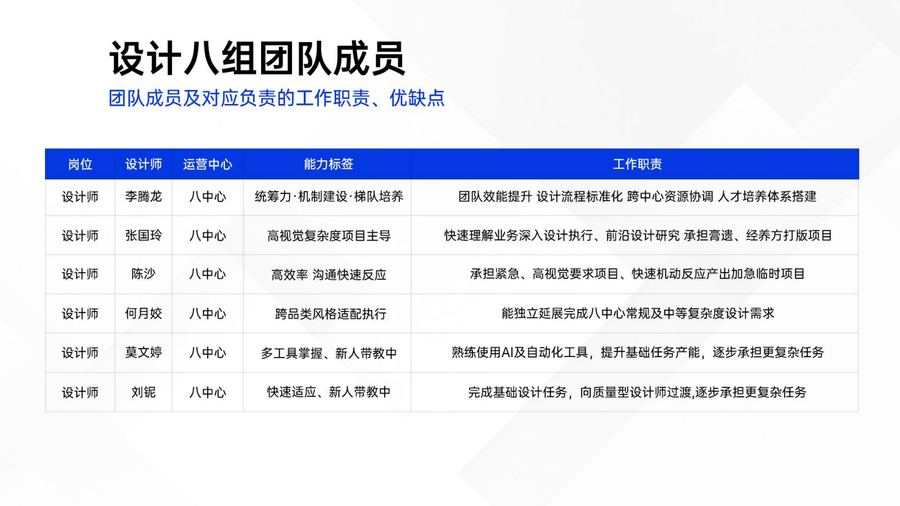 设计八组团队成员
团队成员及对应负责的工作职责、优缺点
岗位 设计师 运营中心 能力标签 工作职责
设计师 李腾龙 八中心 统筹力·机制建设·梯队培养 团队效能提升 设计流程标准化 跨中心资源协调 人才培养体系搭建
设计师 张国玲 八中心 高视觉复杂度项目主导 快速理解业务深入设计执行、前沿设计研究 承担膏遗、经养方打版项目
设计师 陈沙 八中心 高效率 沟通快速反应 承担紧急、高视觉要求项目、快速机动反应产出加急临时项目
设计师 何月姣 八中心 跨品类风格适配执行 能独立延展完成八中心常规及中等复杂度设计需求
设计师 莫文婷 八中心 多工具掌握、新人带教中 熟练使用AI及自动化工具，提升基础任务产能，逐步承担更复杂任务
设计师 刘铌 八中心 快速适应、新人带教中 完成基础设计任务，向质量型设计师过渡,逐步承担更复杂任务